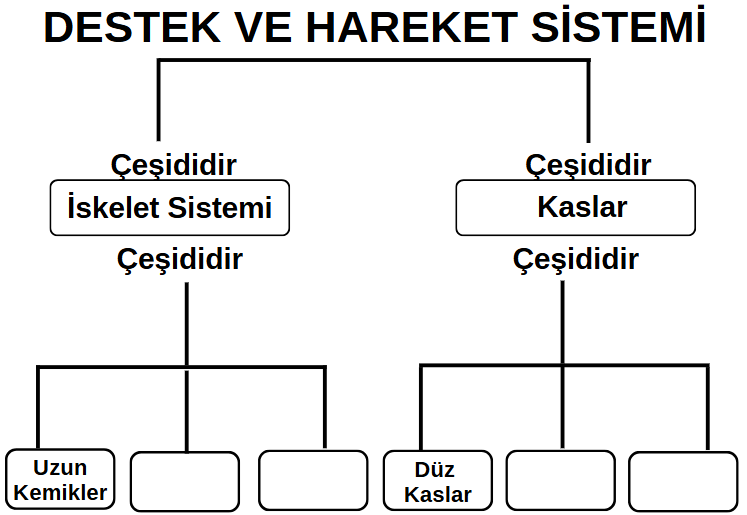 DESTEK VE HAREKET SİSTEMİ
Çeşididir
Çeşididir
İskelet Sistemi
Kaslar
Çeşididir
Çeşididir
Uzun
Kemikler
Düz
Kaslar